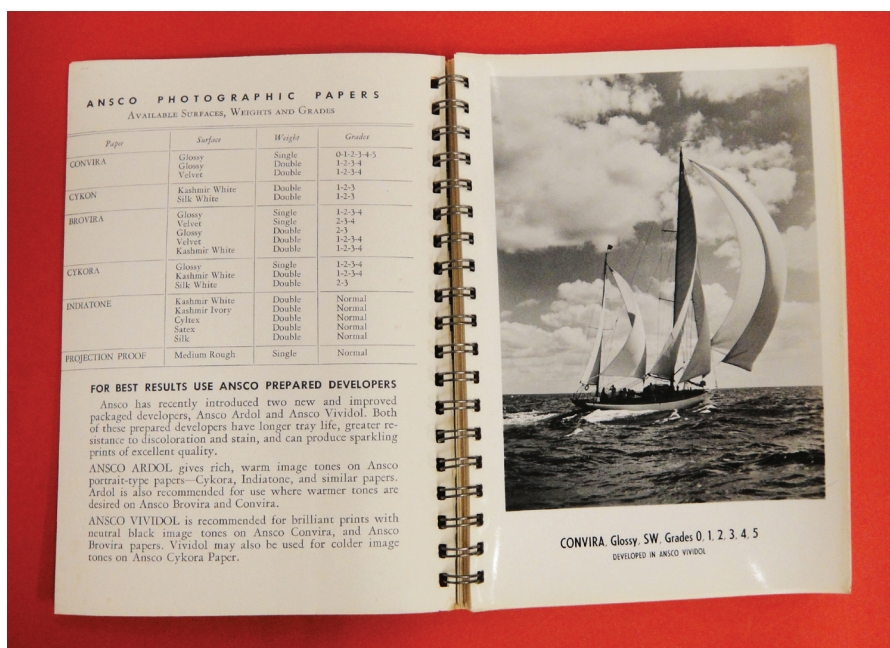 ANSCO PHOTOGRAPHIC PAPERS
AVAILABLE SURFACES, WEIGHTS AND GRADES
Paper Surface Weight Grades
CONVIRA Glossy Single 0-1-2-3-4-5
Glossy Double 1-2-3-4
Velvet Double 1-2-3-4
CYKON Kashmir White Double 1-2-3
Silk White Double 1-2-3
BROVIRA Glossy Single 1-2-3-4
Velvet Single 2-3-4
Glossy Double 2-3
Velvet Double 1-2-3-4
Kashmir White Double 1-2-3-4
CYKORA Glossy Single 1-2-3-4
Kashmir White Double 1-2-3-4
Silk White Double 2-3
INDIATONE Kashmir White Double Normal
Kashmir Ivory Double Normal
Cyltex Double Normal
Satex Double Normal
Silk Double Normal
PROJECTION PROOF Medium Rough Single Normal
FOR BEST RESULTS USE ANSCO PREPARED DEVELOPERS
Ansco has recently introduced two new and improved
packaged developers, Ansco Ardol and Ansco Vividol. Both
of these prepared developers have longer tray life, greater re-
sistance to discoloration and stain, and can produce sparkling
prints of excellent quality.
ANSCO ARDOL gives rich, warm image tones on Ansco
portrait-type papers—Cykora, Indiatone, and similar papers.
Ardol is also recommended for use where warmer tones are
desired on Ansco Brovira and Convira.
ANSCO VIVIDOL is recommended for brilliant prints with
neutral black image tones on Ansco Convira, and Ansco
Brovira papers. Vividol may also be used for colder image
tones on Ansco Cykora Paper.
CONVIRA, Glossy, SW, Grades 0, 1, 2, 3, 4, 5
DEVELOPED IN ANSCO VIVIDOL